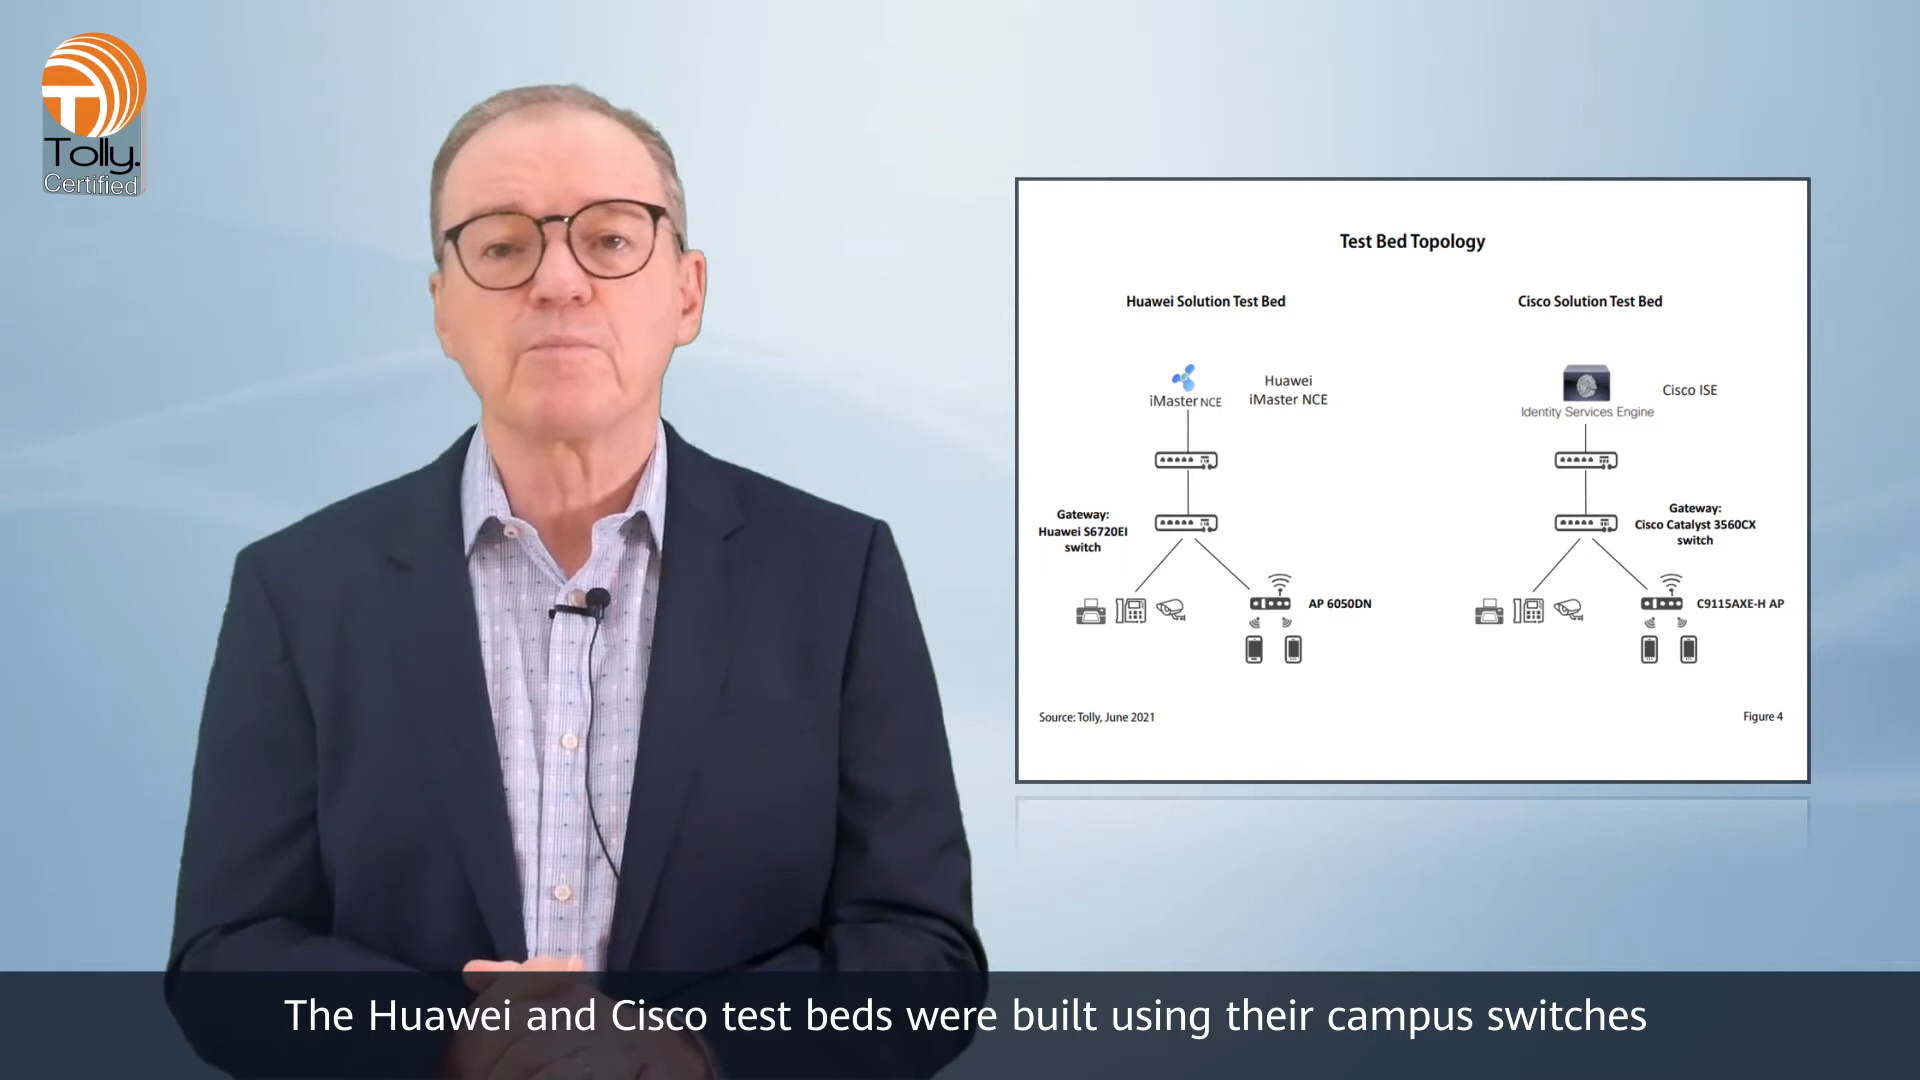 Tolly.
Certified
Test Bed Topology
Huawei Solution Test Bed
Cisco Solution Test Bed
iMaster NCE
Huawei
iMaster NCE
Identity Services Engine
Cisco ISE
Gateway:
Huawei S6720EI
switch
Gateway:
Cisco Catalyst 3560CX
switch
AP 6050DN
C9115AXE-H AP
Source: Tolly, June 2021
Figure 4
The Huawei and Cisco test beds were built using their campus switches